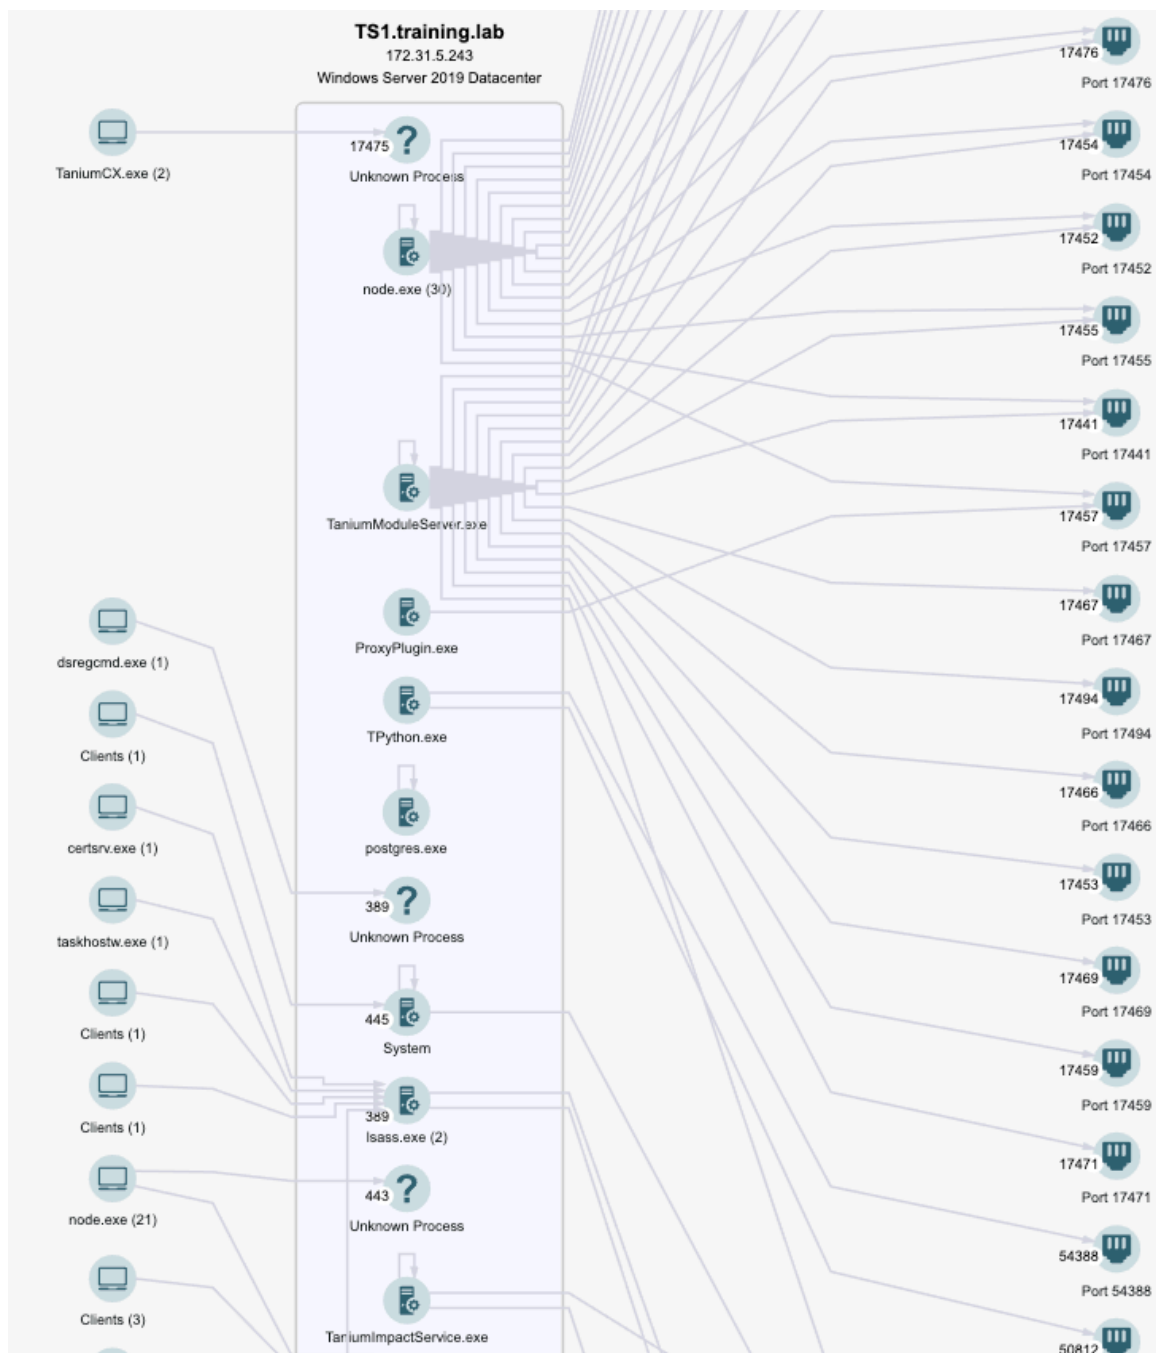 TS1.training.lab
172.31.5.243
Windows Server 2019 Datacenter
TaniumCX.exe (2)
dsregcmd.exe (1)
Clients (1)
certsrv.exe (1)
taskhostw.exe (1)
Clients (1)
Clients (1)
node.exe (21)
Clients (3)
17475
Unknown Process
node.exe (30)
TaniumModuleServer.exe
ProxyPlugin.exe
TPython.exe
postgres.exe
389
Unknown Process
445
System
389
lsass.exe (2)
443
Unknown Process
TaniumImpactService.exe
17476
Port 17476
17454
Port 17454
17452
Port 17452
17455
Port 17455
17441
Port 17441
17457
Port 17457
17467
Port 17467
17494
Port 17494
17466
Port 17466
17453
Port 17453
17469
Port 17469
17459
Port 17459
17471
Port 17471
54388
Port 54388
50812